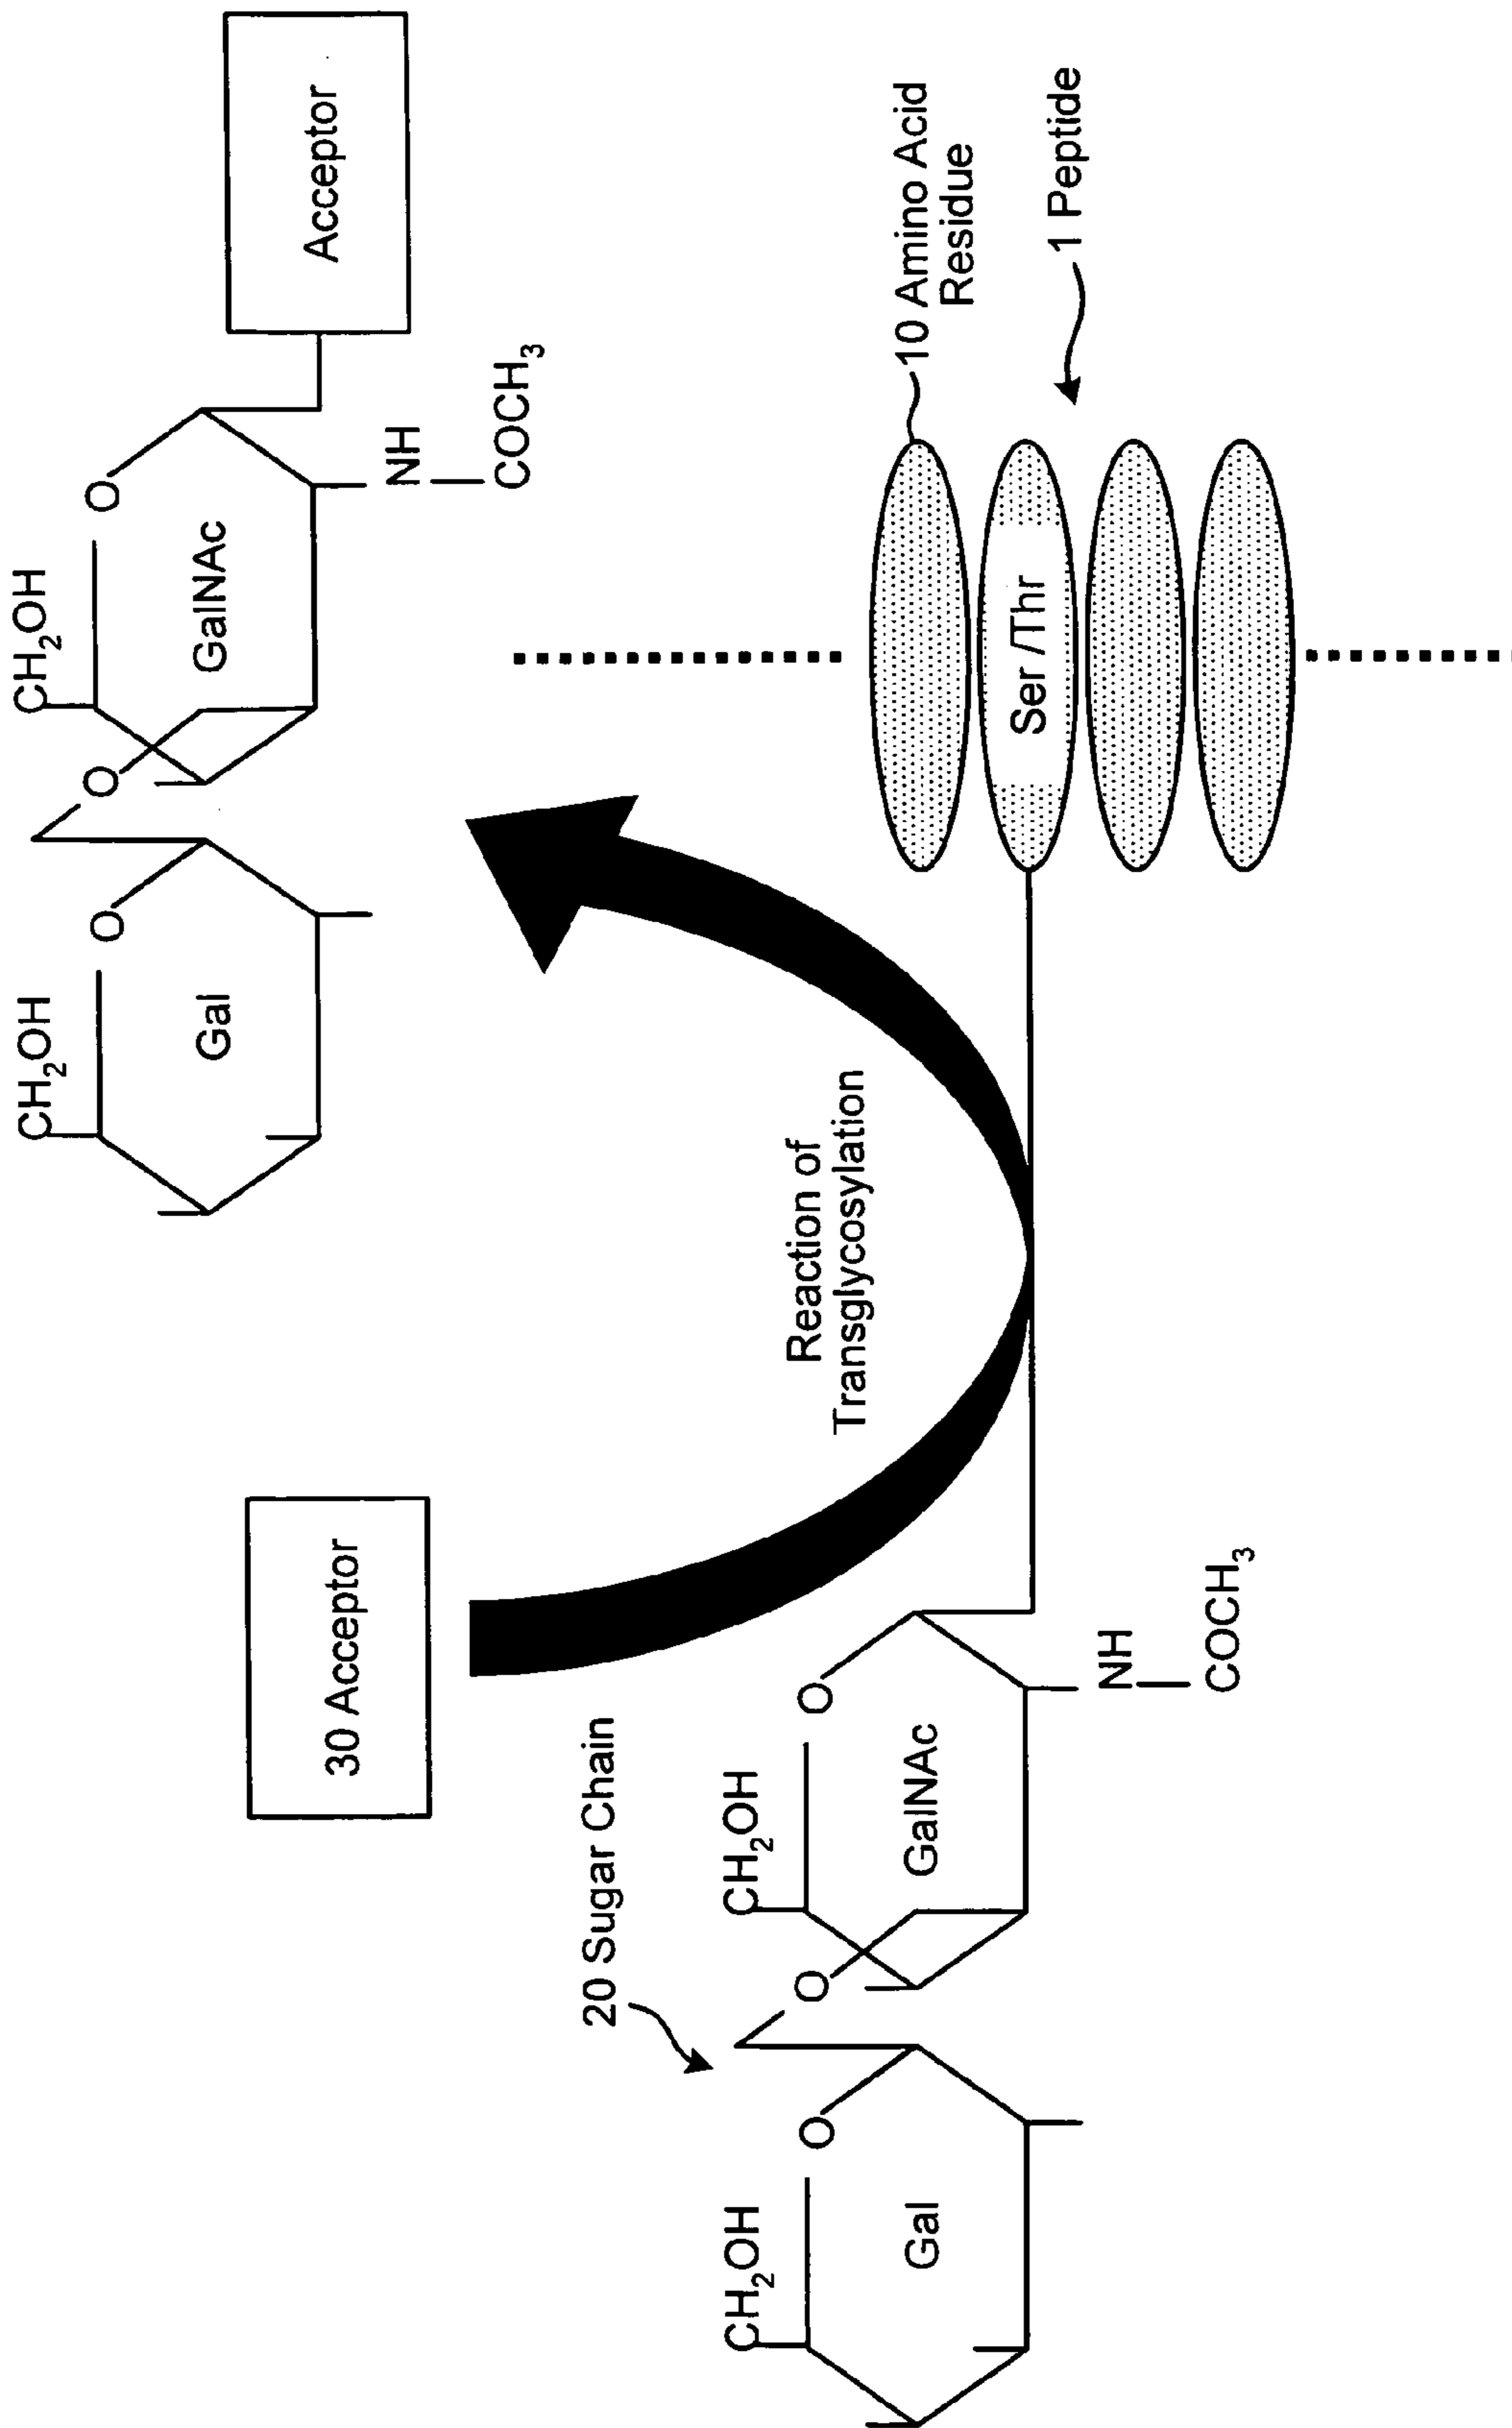 CH2OH
CH2OH
O
O
O
Gal
GalNAc
Acceptor
NH
COCH3
30 Acceptor
20 Sugar Chain
Reaction of
Transglycosylation
CH2OH
CH2OH
O
O
O
Gal
GalNAc
NH
COCH3
10 Amino Acid
Residue
Ser /Thr
1 Peptide